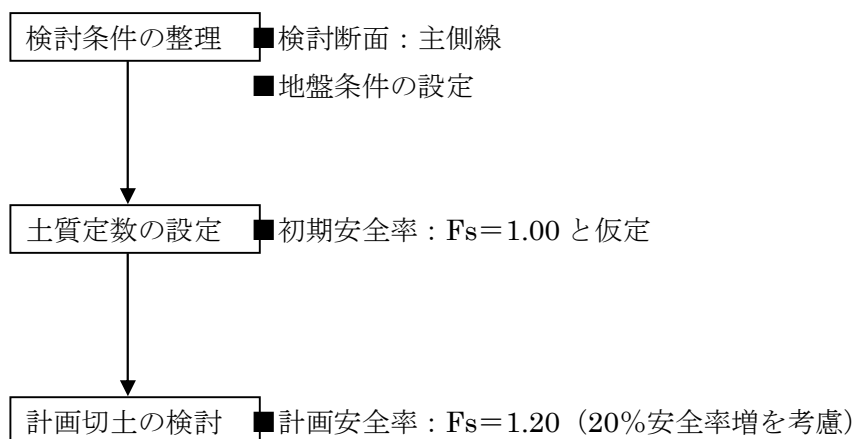 検討条件の整理 ■検討断面：主側線
■地盤条件の設定
土質定数の設定 ■初期安全率：Fs＝1.00 と仮定
計画切土の検討 ■計画安全率：Fs＝1.20（20％安全率増を考慮）